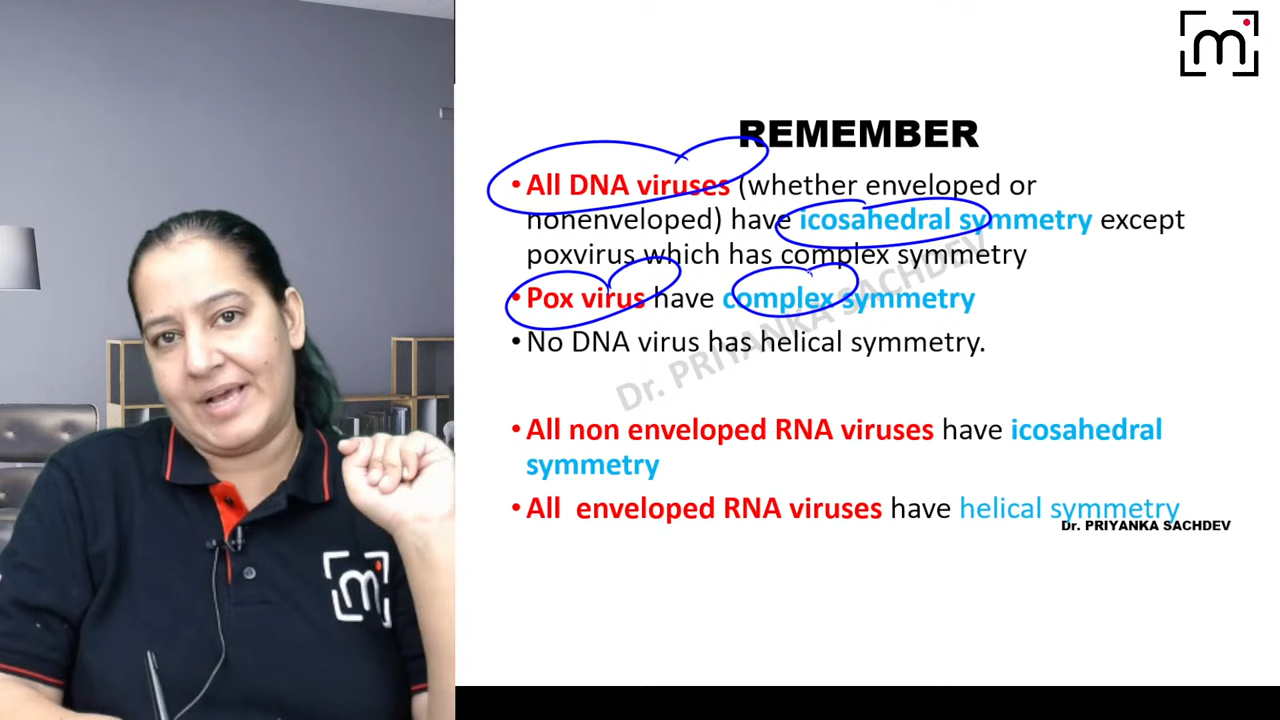 REMEMBER
• All DNA viruses (whether enveloped or
nonenveloped) have icosahedral symmetry except
poxvirus which has complex symmetry
• Pox virus have complex symmetry
• No DNA virus has helical symmetry.
Dr. PRIYANKA SACHDEV
• All non enveloped RNA viruses have icosahedral
symmetry
• All enveloped RNA viruses have helical symmetry
Dr. PRIYANKA SACHDEV
m
m